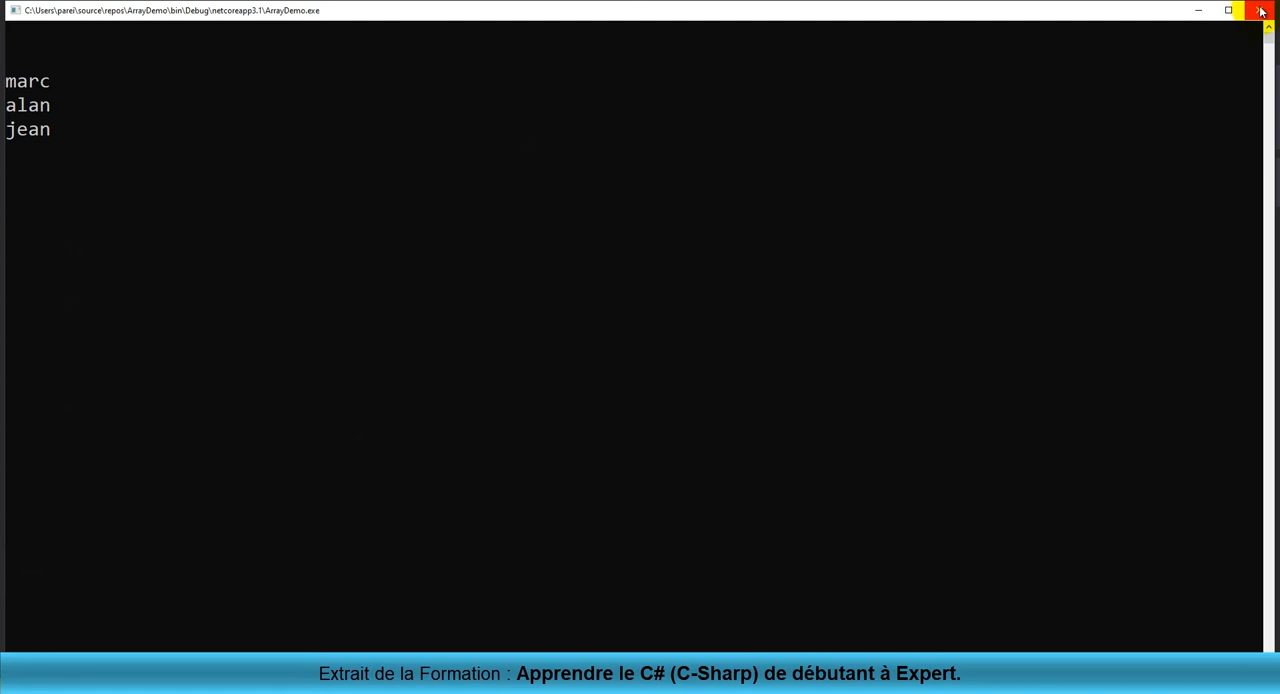 C:\Users\parei\source\repos\ArrayDemo\bin\Debug\netcoreapp3.1\ArrayDemo.exe
marc
alan
jean
Extrait de la Formation : Apprendre le C# (C-Sharp) de débutant à Expert.